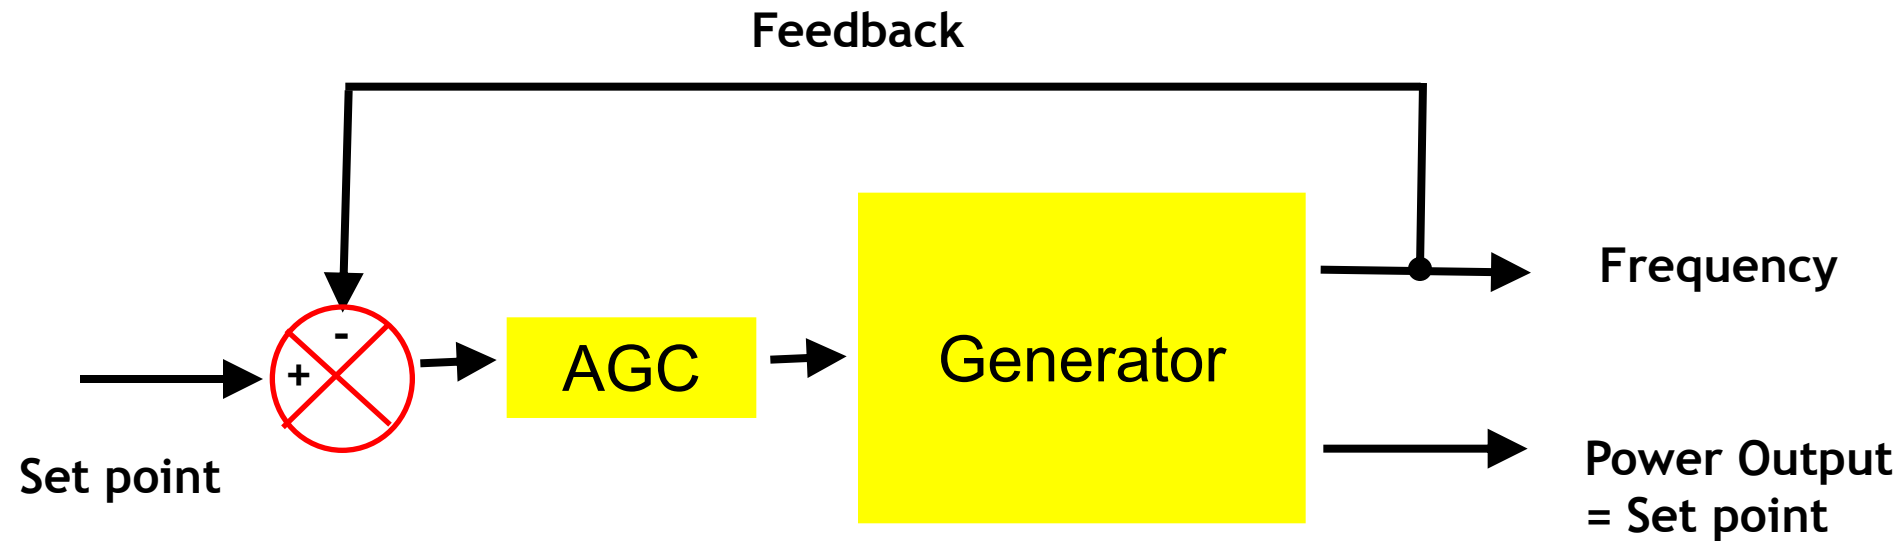 Feedback
Frequency
-
+
AGC
Generator
Set point
Power Output
= Set point